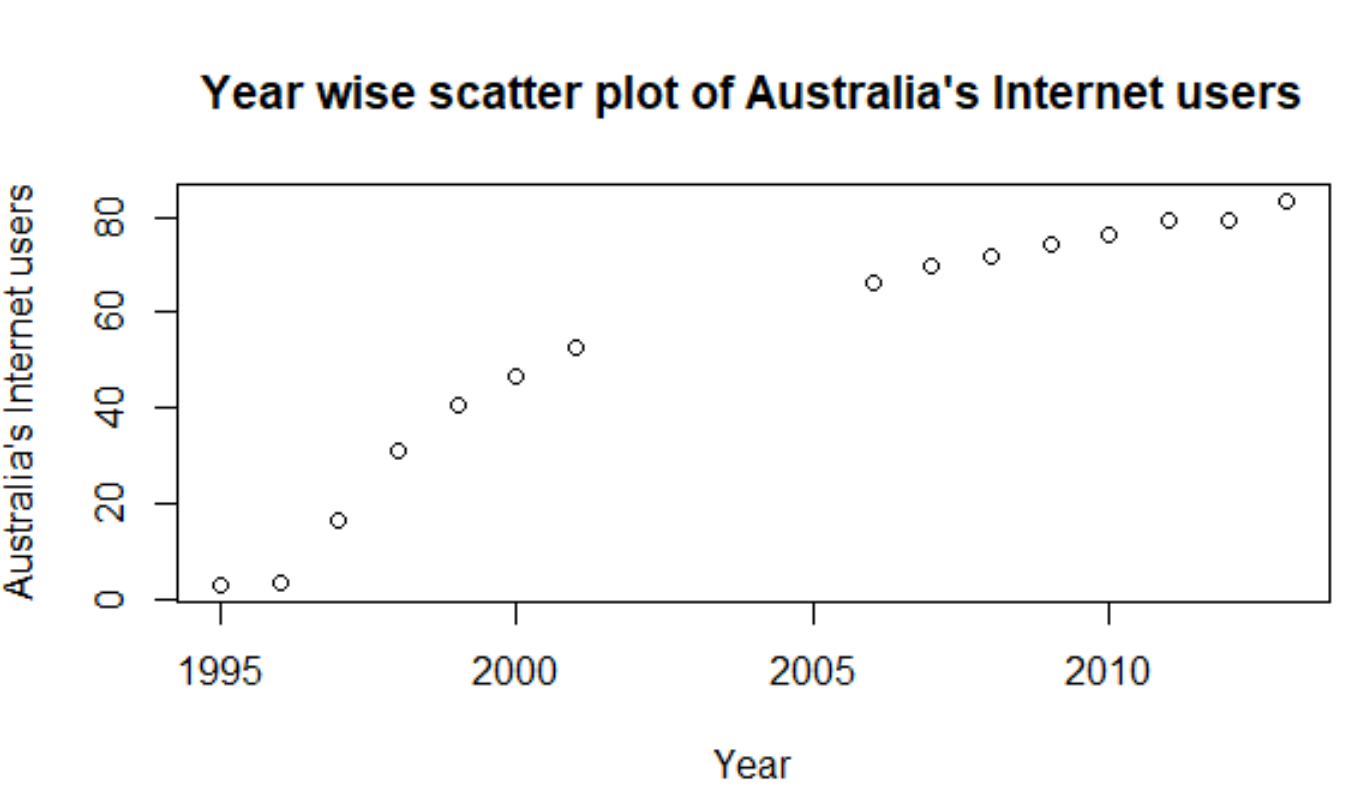 Year wise scatter plot of Australia's Internet users
Australia's Internet users
80
60
40
20
0
1995 2000 2005 2010
Year